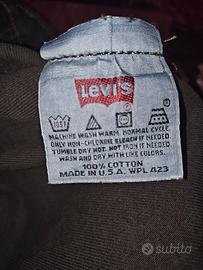 LEVI'S
105F
MACHINE WASH WARM. NORMAL CYCLE.
ONLY NON-CHLORINE BLEACH IF NEEDED.
TUMBLE DRY NOT HOT. IRON IF NEEDED.
WASH AND DRY WITH LIKE COLORS.
100% COTTON
MADE IN U.S.A. WPL 423
subito